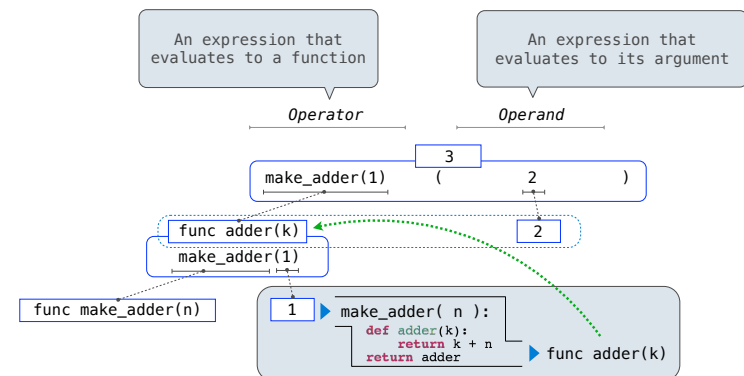 An expression that
evaluates to a function
An expression that
evaluates to its argument
Operator
Operand
3
make_adder(1) ( 2 )
func adder(k)
2
make_adder(1)
func make_adder(n)
1
make_adder( n ):
def adder(k):
return k + n
return adder
func adder(k)